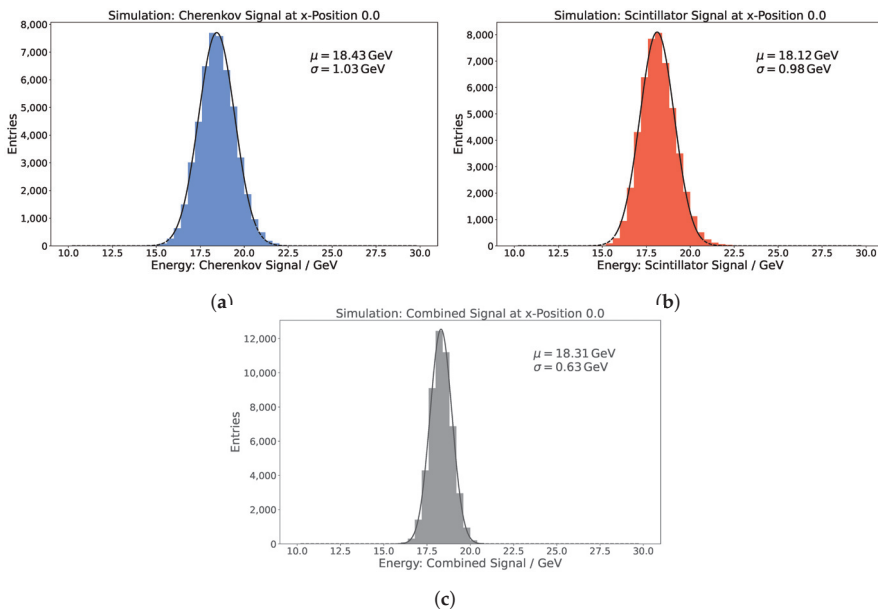 Simulation: Cherenkov Signal at x-Position 0.0
8,000
7,000
6,000
5,000
4,000
3,000
2,000
1,000
0
Entries
μ = 18.43 GeV
σ = 1.03 GeV
10.0 12.5 15.0 17.5 20.0 22.5 25.0 27.5 30.0
Energy: Cherenkov Signal / GeV
(a)
Simulation: Scintillator Signal at x-Position 0.0
8,000
7,000
6,000
5,000
4,000
3,000
2,000
1,000
0
Entries
μ = 18.12 GeV
σ = 0.98 GeV
10.0 12.5 15.0 17.5 20.0 22.5 25.0 27.5 30.0
Energy: Scintillator Signal / GeV
(b)
Simulation: Combined Signal at x-Position 0.0
12,000
10,000
8,000
6,000
4,000
2,000
0
Entries
μ = 18.31 GeV
σ = 0.63 GeV
10.0 12.5 15.0 17.5 20.0 22.5 25.0 27.5 30.0
Energy: Combined Signal / GeV
(c)